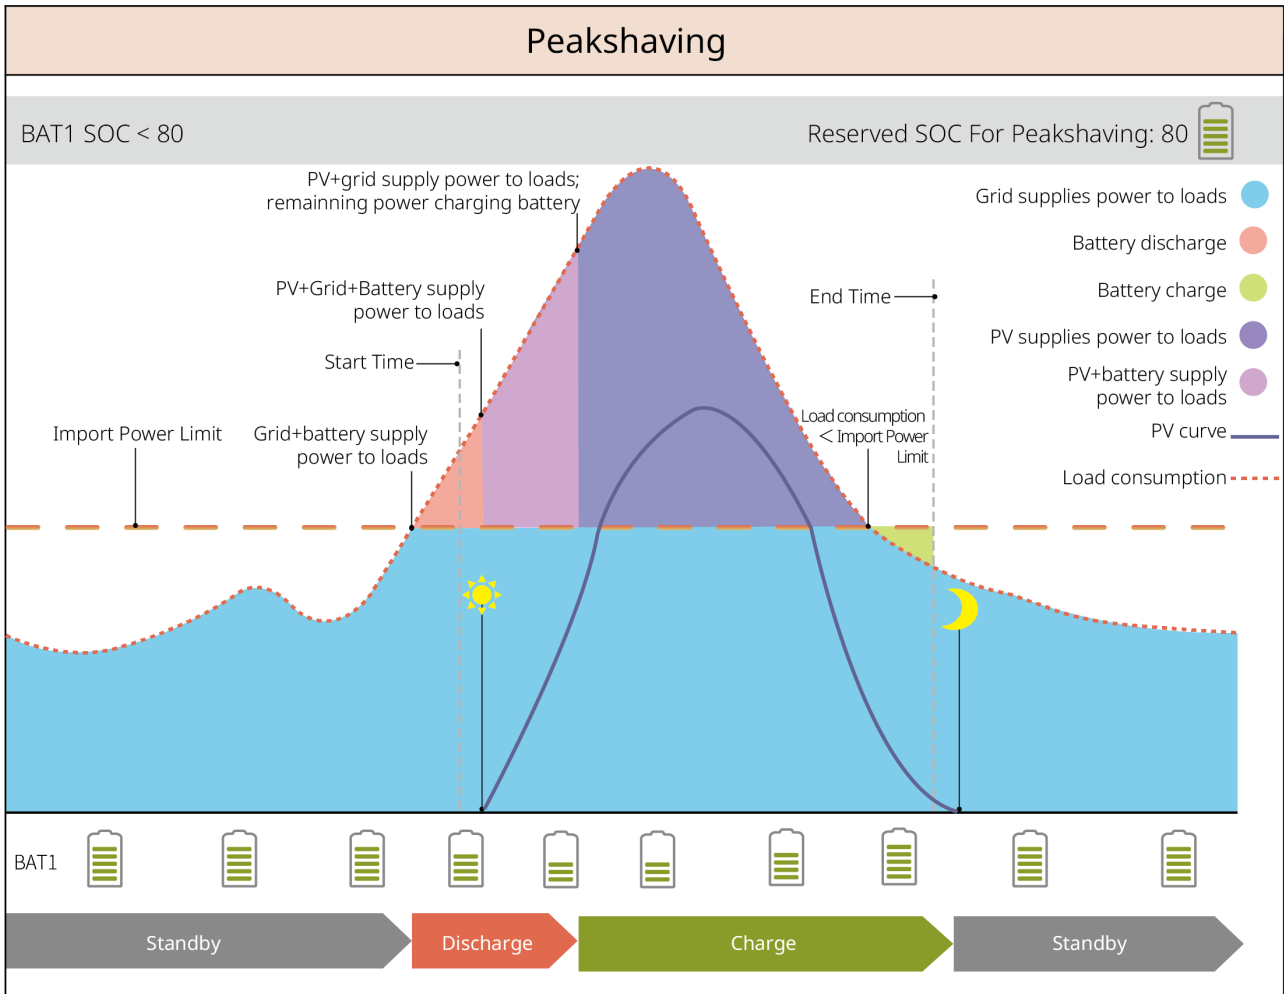 Peakshaving
BAT1 SOC < 80
Reserved SOC For Peakshaving: 80
PV+grid supply power to loads;
remainning power charging battery
Grid supplies power to loads
Battery discharge
Battery charge
PV supplies power to loads
PV+battery supply
power to loads
PV curve
Load consumption
PV+Grid+Battery supply
power to loads
End Time
Start Time
Import Power Limit
Grid+battery supply
power to loads
Load consumption
< Import Power
Limit
BAT1
Standby
Discharge
Charge
Standby